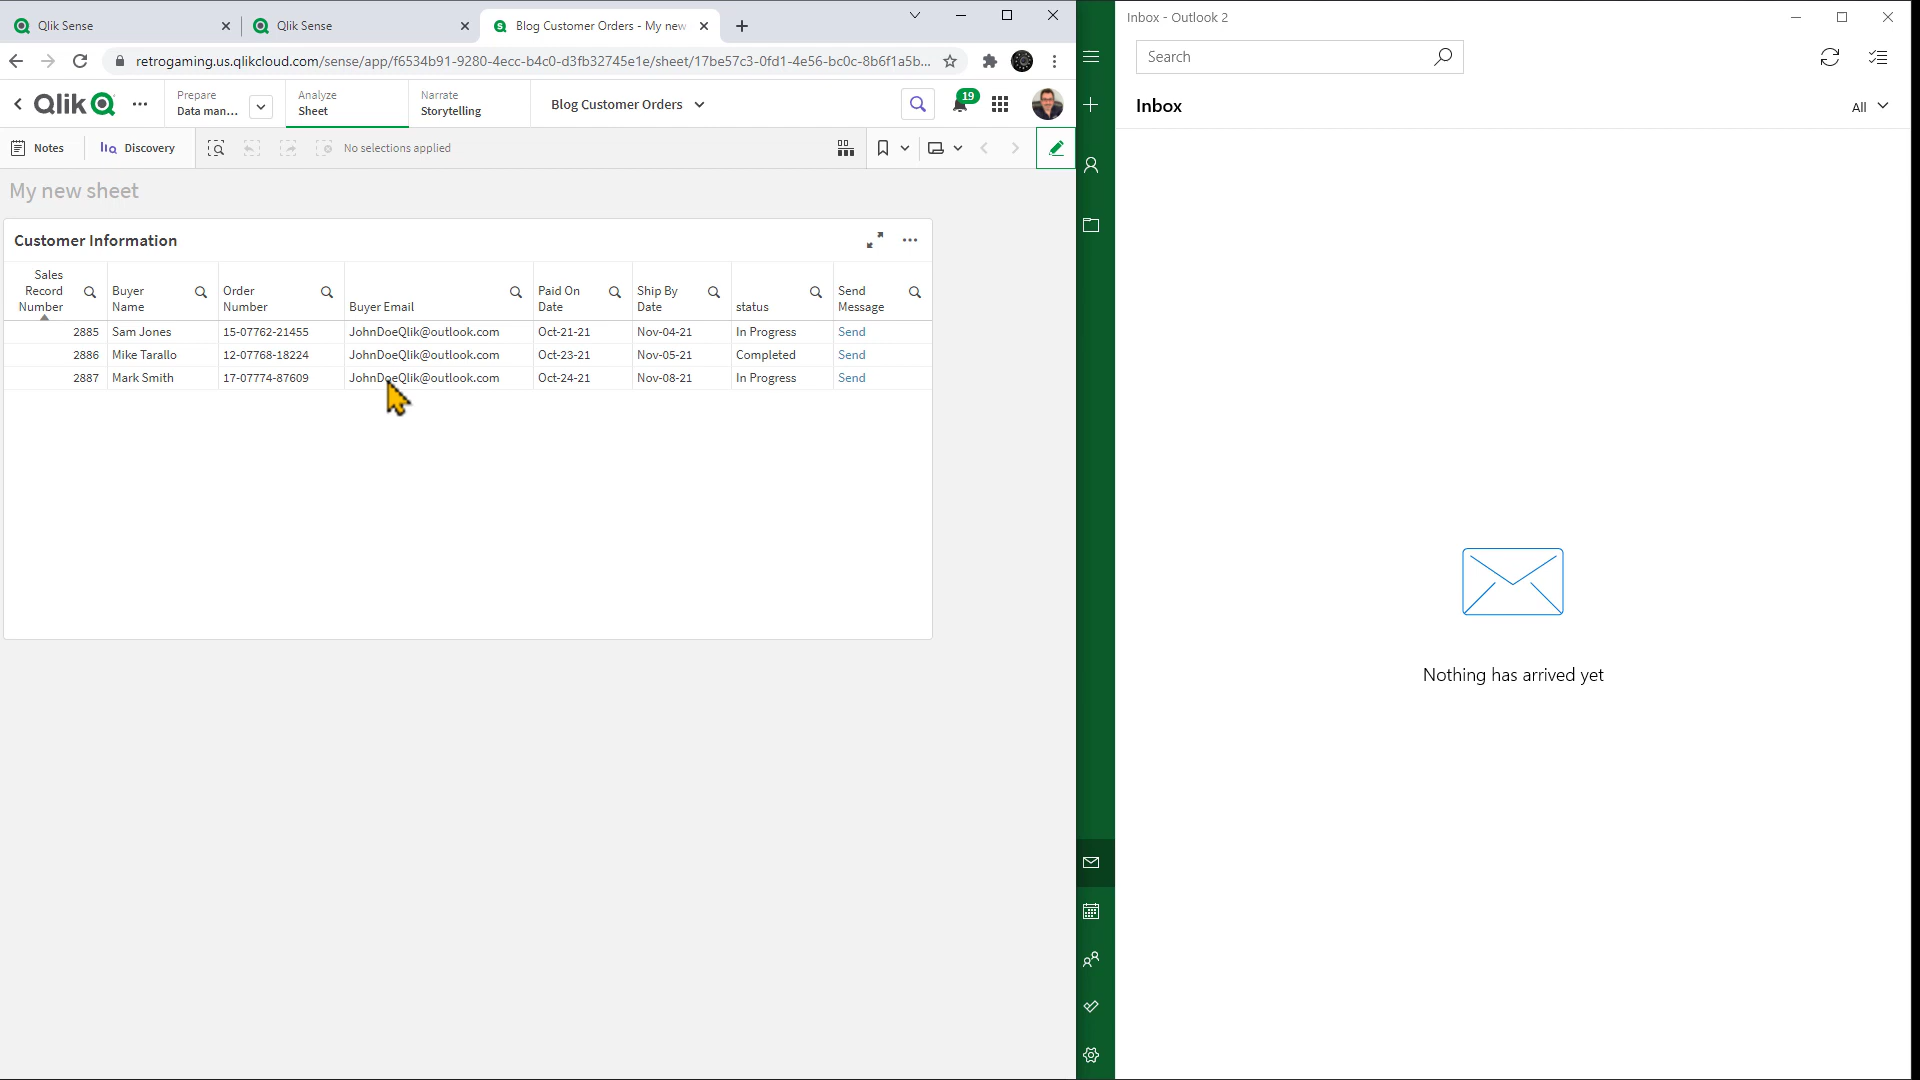 Qlik Sense
Qlik Sense
Blog Customer Orders - My new
retrogaming.us.qlikcloud.com/sense/app/f6534b91-9280-4ecc-b4c0-d3fb32745e1e/sheet/17be57c3-0fd1-4e56-bc0c-8b6f1a5b...
Qlik
Prepare
Data man...
Analyze
Sheet
Narrate
Storytelling
Blog Customer Orders
19
Notes
Discovery
No selections applied
My new sheet
Customer Information
Sales Record Number Buyer Name Order Number Buyer Email Paid On Date Ship By Date status Send Message
2885 Sam Jones 15-07762-21455 JohnDoeQlik@outlook.com Oct-21-21 Nov-04-21 In Progress Send
2886 Mike Tarallo 12-07768-18224 JohnDoeQlik@outlook.com Oct-23-21 Nov-05-21 Completed Send
2887 Mark Smith 17-07774-87609 JohnDoeQlik@outlook.com Oct-24-21 Nov-08-21 In Progress Send
Inbox - Outlook 2
Search
Inbox
All
Nothing has arrived yet